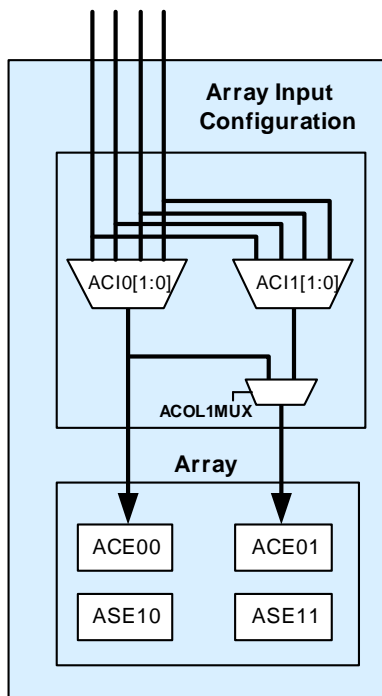 Array Input
Configuration
ACI0[1:0]
ACI1[1:0]
ACOL1MUX
Array
ACE00
ACE01
ASE10
ASE11